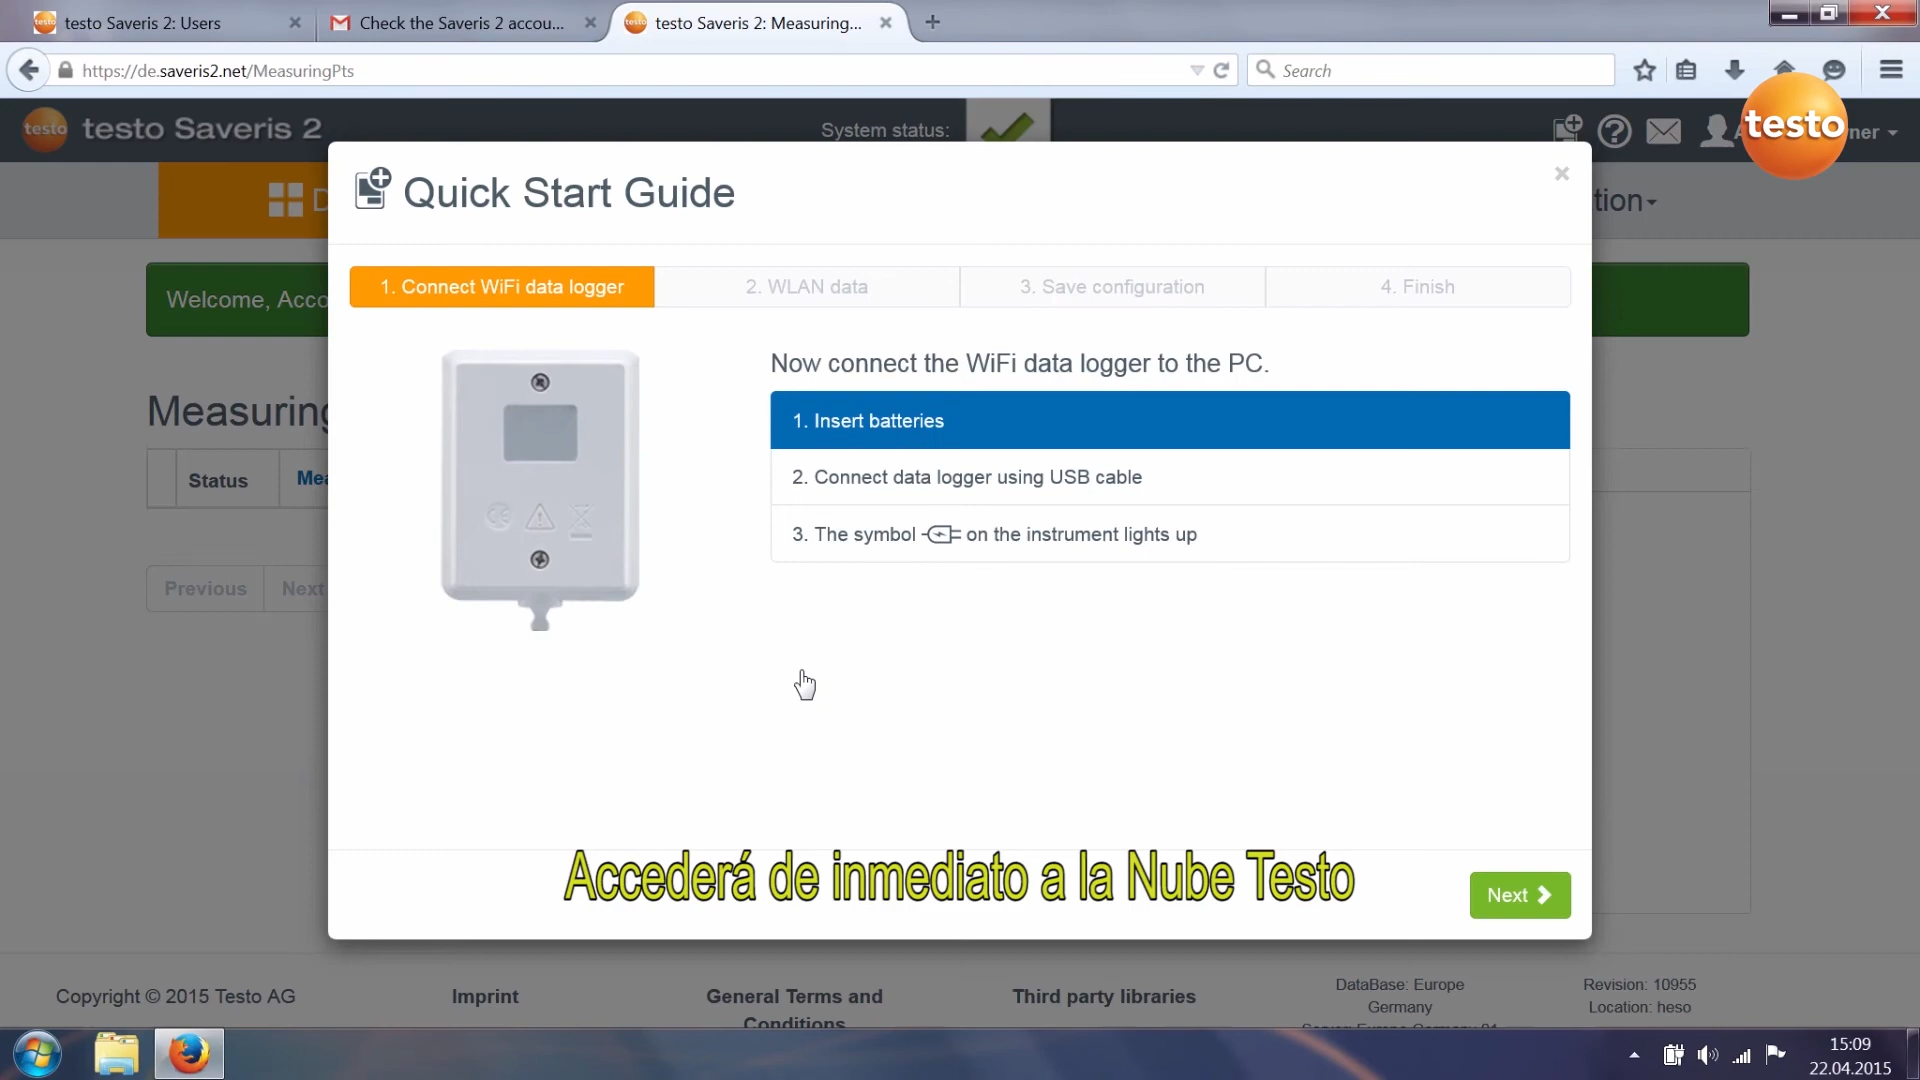 testo Saveris 2: Users
Check the Saveris 2 accou...
testo Saveris 2: Measuring...
https://de.saveris2.net/MeasuringPts
Search
testo
testo Saveris 2
System status:
ner
testo
D
tion
Quick Start Guide
1. Connect WiFi data logger
2. WLAN data
3. Save configuration
4. Finish
Welcome, Acco
Now connect the WiFi data logger to the PC.
1. Insert batteries
2. Connect data logger using USB cable
3. The symbol on the instrument lights up
Measuring
Status
Mea
Previous
Next
CE
Accederá de inmediato a la Nube Testo
Next
Copyright © 2015 Testo AG
Imprint
General Terms and
Conditions
Third party libraries
DataBase: Europe
Germany
Revision: 10955
Location: heso
15:09
22.04.2015